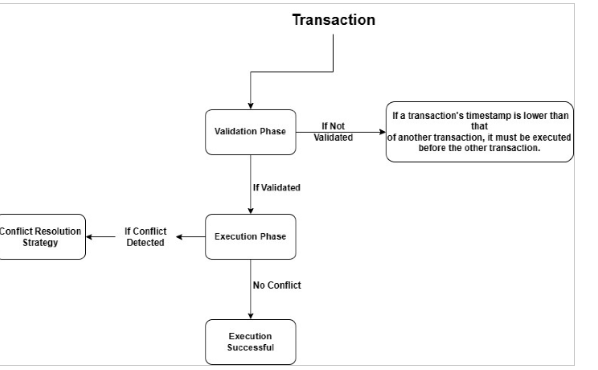 Transaction
Validation Phase
If Not
Validated
If a transaction's timestamp is lower than
that
of another transaction, it must be executed
before the other transaction.
If Validated
Conflict Resolution
Strategy
If Conflict
Detected
Execution Phase
No Conflict
Execution
Successful